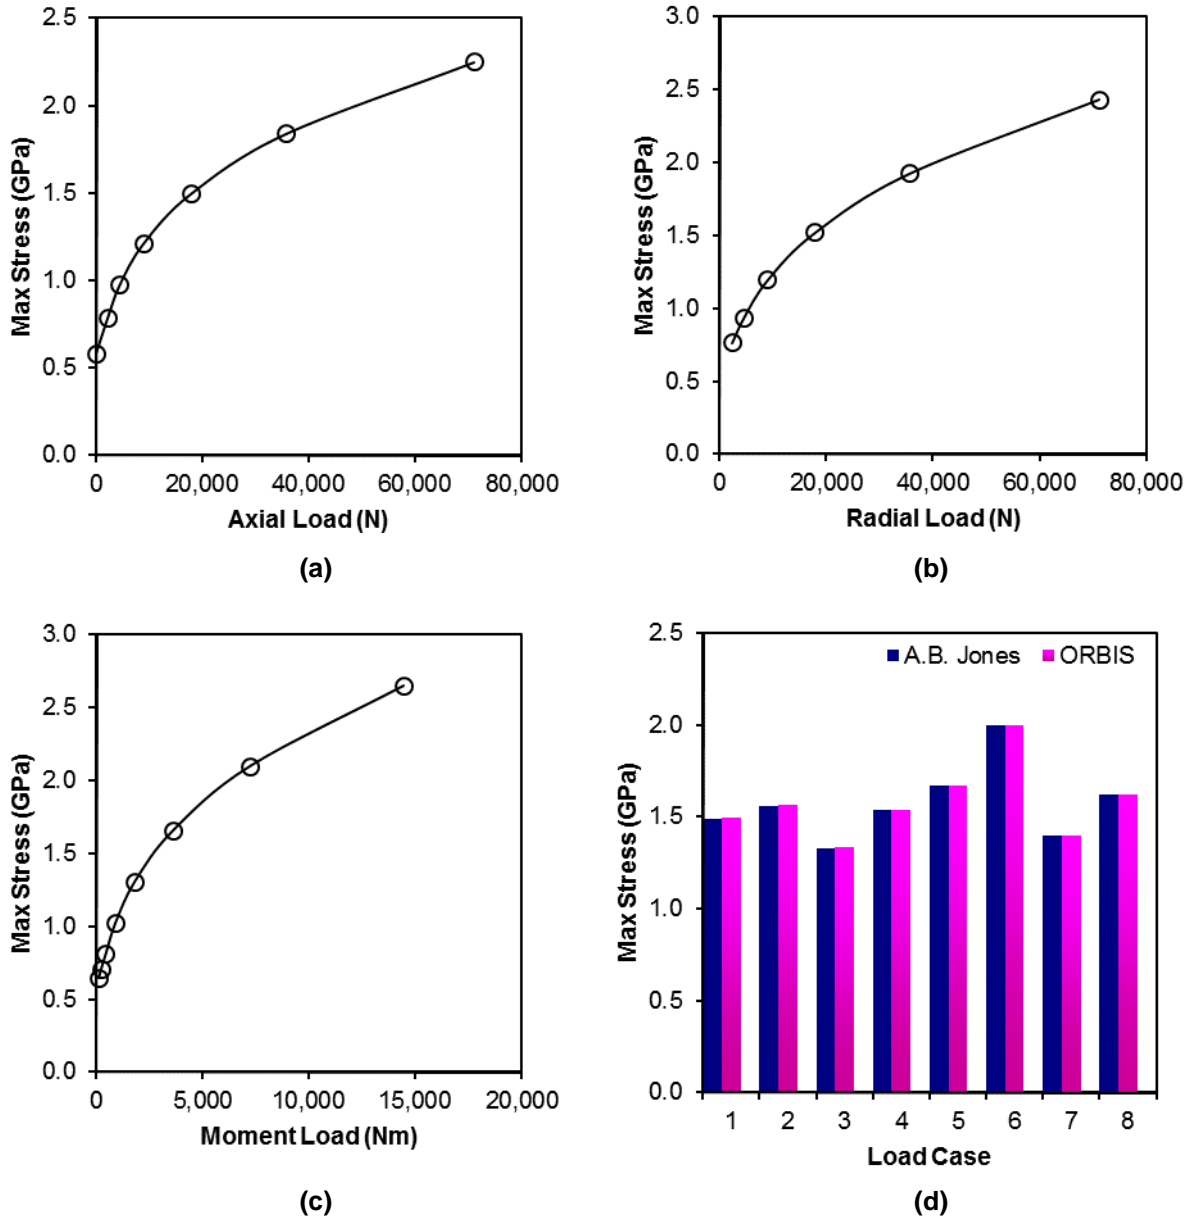 2.5
2.0
1.5
1.0
0.5
0.0
Max Stress (GPa)
0 20,000 40,000 60,000 80,000
Axial Load (N)
(a)
3.0
2.5
2.0
1.5
1.0
0.5
0.0
Max Stress (GPa)
0 20,000 40,000 60,000 80,000
Radial Load (N)
(b)
3.0
2.5
2.0
1.5
1.0
0.5
0.0
Max Stress (GPa)
0 5,000 10,000 15,000 20,000
Moment Load (Nm)
(c)
2.5
2.0
1.5
1.0
0.5
0.0
Max Stress (GPa)
A.B. Jones ORBIS
1 2 3 4 5 6 7 8
Load Case
(d)